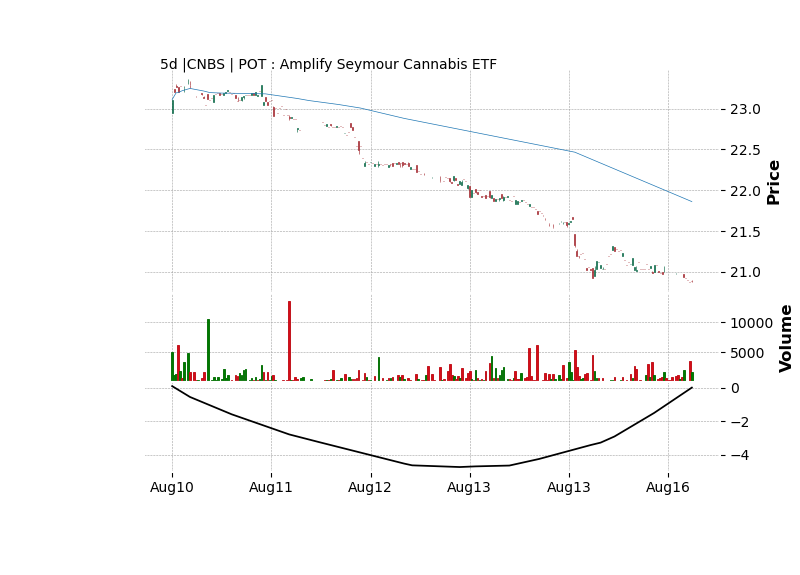 5d |CNBS | POT : Amplify Seymour Cannabis ETF
23.0
22.5
22.0
21.5
21.0
Price
10000
5000
Volume
0
−2
−4
Aug10 Aug11 Aug12 Aug13 Aug13 Aug16